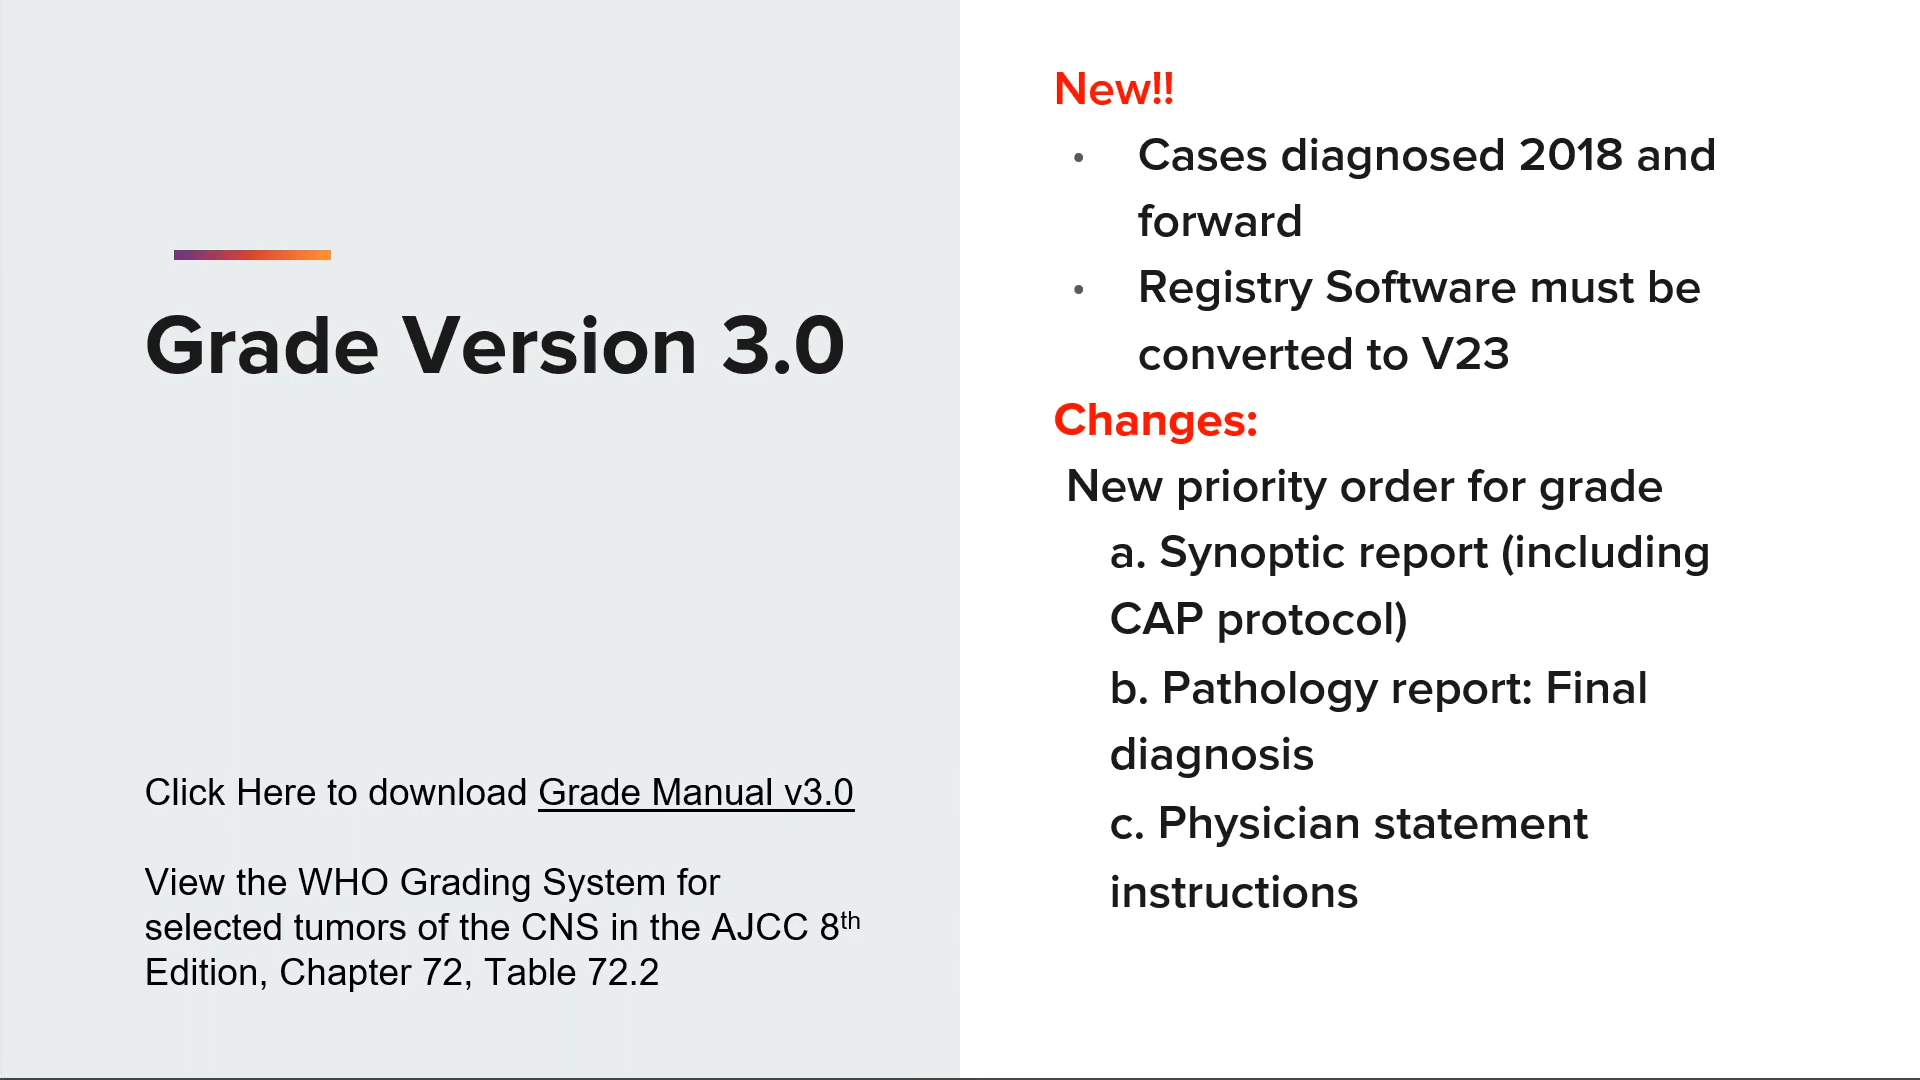 Grade Version 3.0
Click Here to download Grade Manual v3.0
View the WHO Grading System for
selected tumors of the CNS in the AJCC 8th
Edition, Chapter 72, Table 72.2
New!!
• Cases diagnosed 2018 and
forward
• Registry Software must be
converted to V23
Changes:
New priority order for grade
a. Synoptic report (including
CAP protocol)
b. Pathology report: Final
diagnosis
c. Physician statement
instructions